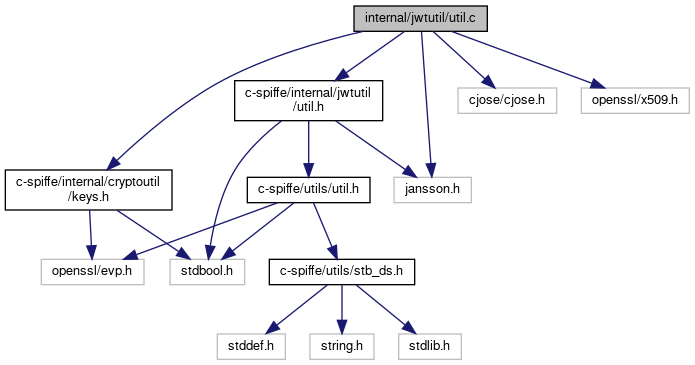 internal/jwtutil/util.c
c-spiffe/internal/jwtutil
/util.h
cjose/cjose.h
openssl/x509.h
c-spiffe/internal/cryptoutil
/keys.h
c-spiffe/utils/util.h
jansson.h
openssl/evp.h
stdbool.h
c-spiffe/utils/stb_ds.h
stddef.h
string.h
stdlib.h